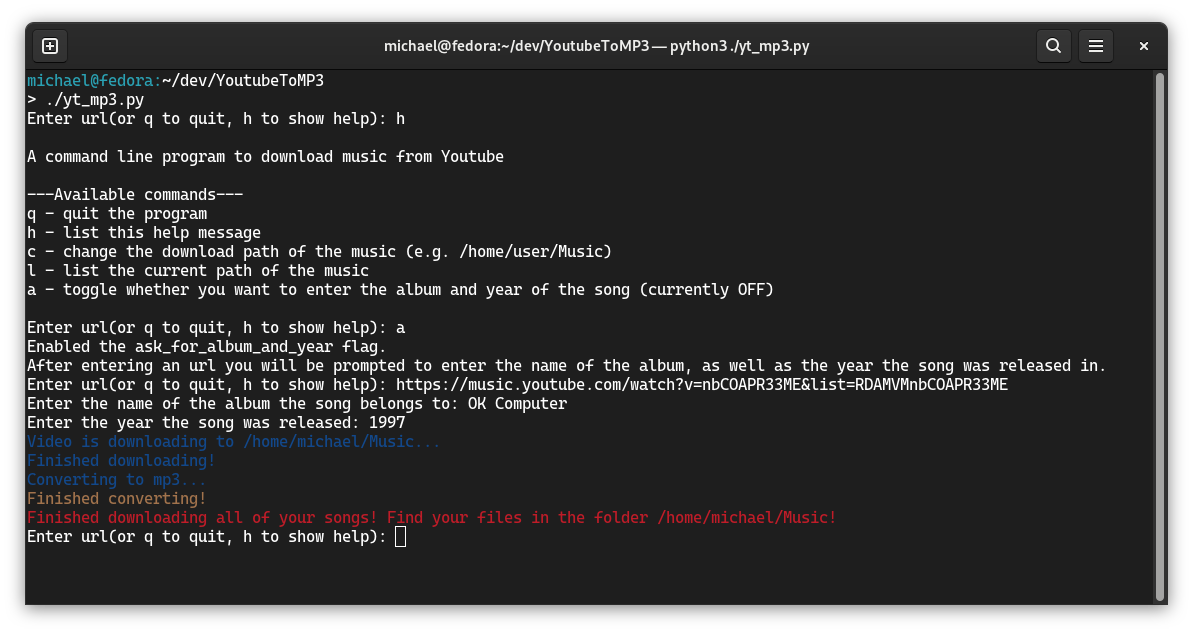 michael@fedora:~/dev/YoutubeToMP3 — python3 ./yt_mp3.py
michael@fedora:~/dev/YoutubeToMP3
> ./yt_mp3.py
Enter url(or q to quit, h to show help): h
A command line program to download music from Youtube
---Available commands---
q - quit the program
h - list this help message
c - change the download path of the music (e.g. /home/user/Music)
l - list the current path of the music
a - toggle whether you want to enter the album and year of the song (currently OFF)
Enter url(or q to quit, h to show help): a
Enabled the ask_for_album_and_year flag.
After entering an url you will be prompted to enter the name of the album, as well as the year the song was released in.
Enter url(or q to quit, h to show help): https://music.youtube.com/watch?v=nbCOAPR33ME&list=RDAMVMnbCOAPR33ME
Enter the name of the album the song belongs to: OK Computer
Enter the year the song was released: 1997
Video is downloading to /home/michael/Music...
Finished downloading!
Converting to mp3...
Finished converting!
Finished downloading all of your songs! Find your files in the folder /home/michael/Music!
Enter url(or q to quit, h to show help):